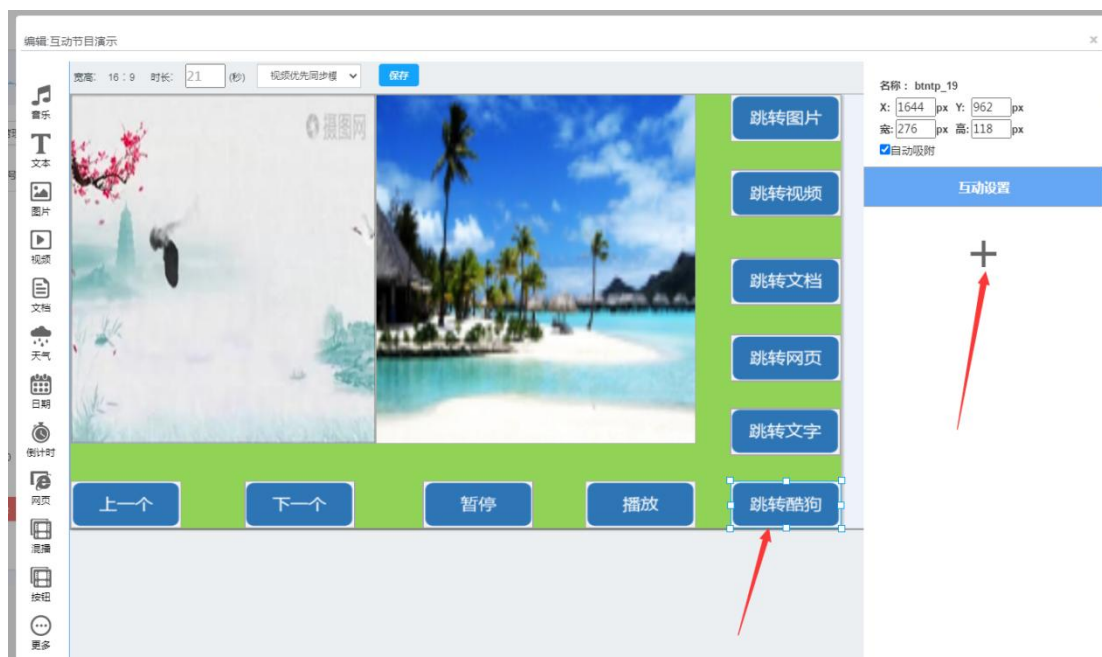 编辑:互动节目演示
×
宽高: 16:9 时长: 21 (秒) 视频优先同步模 保存
音乐
文本
图片
视频
文档
天气
日期
倒计时
网页
混播
按钮
更多
摄图网
跳转图片
跳转视频
跳转文档
跳转网页
跳转文字
上一个 下一个 暂停 播放 跳转酷狗
名称: btntp_19
X: 1644 px Y: 962 px
宽: 276 px 高: 118 px
自动吸附
互动设置